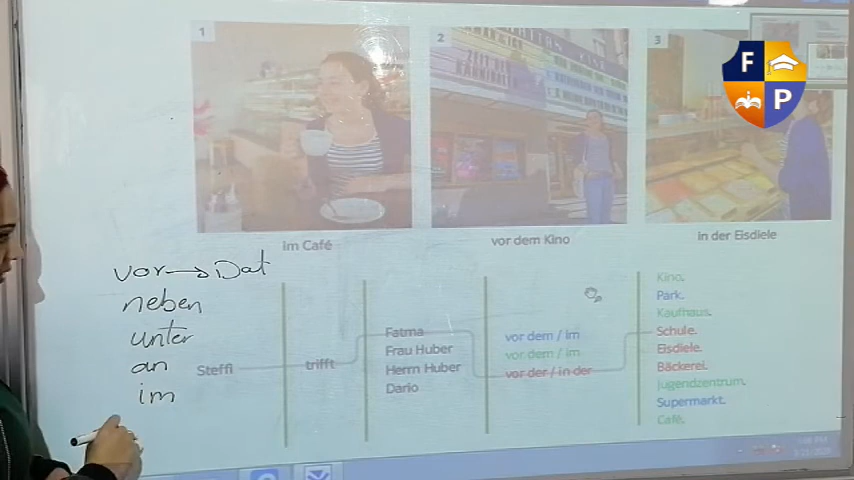 1
2
3
F
P
im Café
vor dem Kino
in der Eisdiele
vor → Dat
neben
unter
an
im
Steffi
trifft
Fatma
Frau Huber
Herrn Huber
Dario
vor dem / im
vor dem / im
vor der / in der
Kino.
Park.
Kaufhaus.
Schule.
Eisdiele.
Bäckerei.
Jugendzentrum.
Supermarkt.
Café.